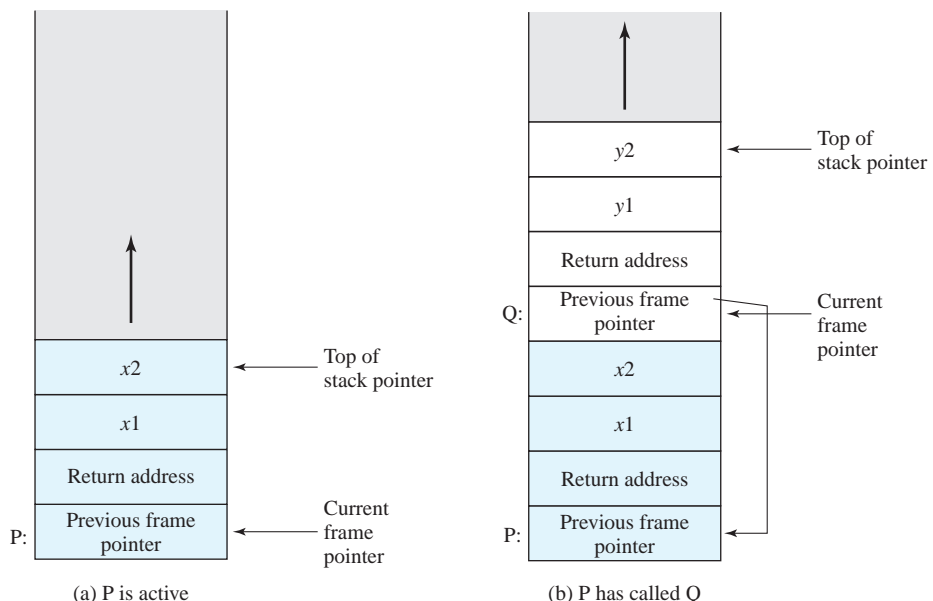 x2
Top of
stack pointer
x1
Return address
P:
Previous frame
pointer
Current
frame
pointer
(a) P is active
y2
Top of
stack pointer
y1
Return address
Q:
Previous frame
pointer
Current
frame
pointer
x2
x1
Return address
P:
Previous frame
pointer
(b) P has called Q